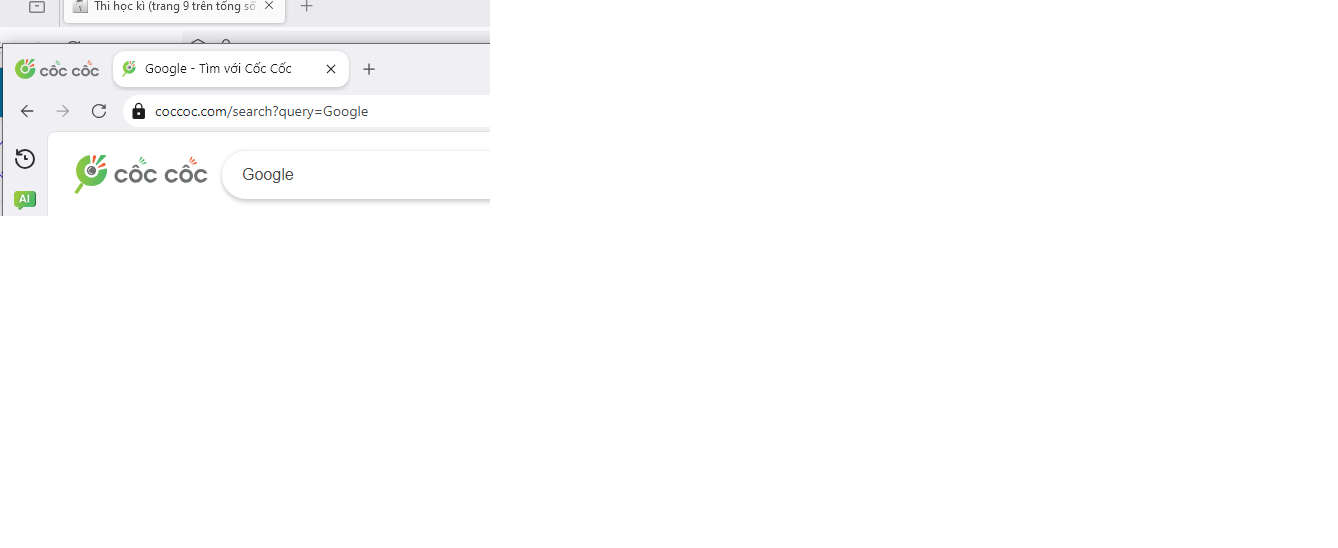 Thi học kì (trang 9 trên tổng số
cốc cốc
Google - Tìm với Cốc Cốc
coccoc.com/search?query=Google
cốc cốc
Google
AI